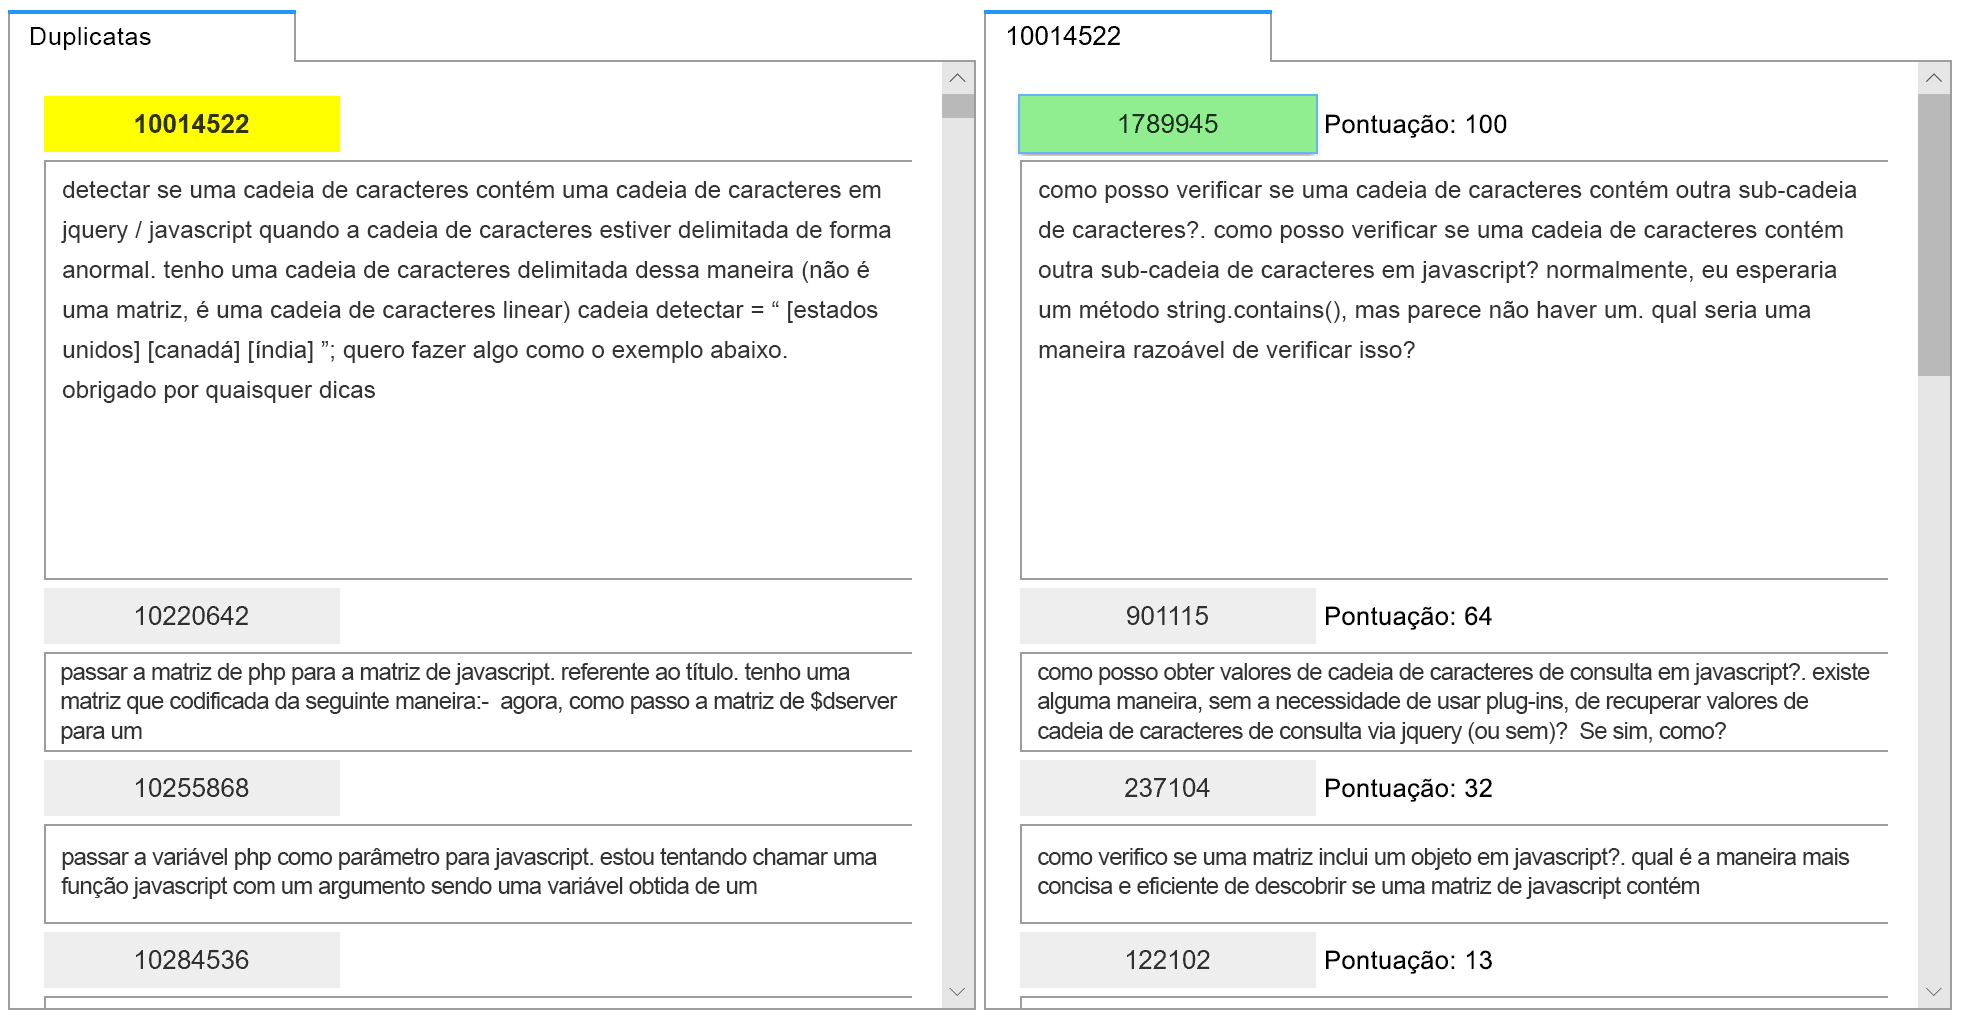 Duplicatas
10014522
detectar se uma cadeia de caracteres contém uma cadeia de caracteres em
jquery / javascript quando a cadeia de caracteres estiver delimitada de forma
anormal. tenho uma cadeia de caracteres delimitada dessa maneira (não é
uma matriz, é uma cadeia de caracteres linear) cadeia detectar = “ [estados
unidos] [canadá] [índia] ”; quero fazer algo como o exemplo abaixo.
obrigado por quaisquer dicas
10220642
passar a matriz de php para a matriz de javascript. referente ao título. tenho uma
matriz que codificada da seguinte maneira:-  agora, como passo a matriz de $dserver
para um
10255868
passar a variável php como parâmetro para javascript. estou tentando chamar uma
função javascript com um argumento sendo uma variável obtida de um
10284536
10014522
1789945 Pontuação: 100
como posso verificar se uma cadeia de caracteres contém outra sub-cadeia
de caracteres?. como posso verificar se uma cadeia de caracteres contém
outra sub-cadeia de caracteres em javascript? normalmente, eu esperaria
um método string.contains(), mas parece não haver um. qual seria uma
maneira razoável de verificar isso?
901115 Pontuação: 64
como posso obter valores de cadeia de caracteres de consulta em javascript?. existe
alguma maneira, sem a necessidade de usar plug-ins, de recuperar valores de
cadeia de caracteres de consulta via jquery (ou sem)?  Se sim, como?
237104 Pontuação: 32
como verifico se uma matriz inclui um objeto em javascript?. qual é a maneira mais
concisa e eficiente de descobrir se uma matriz de javascript contém
122102 Pontuação: 13